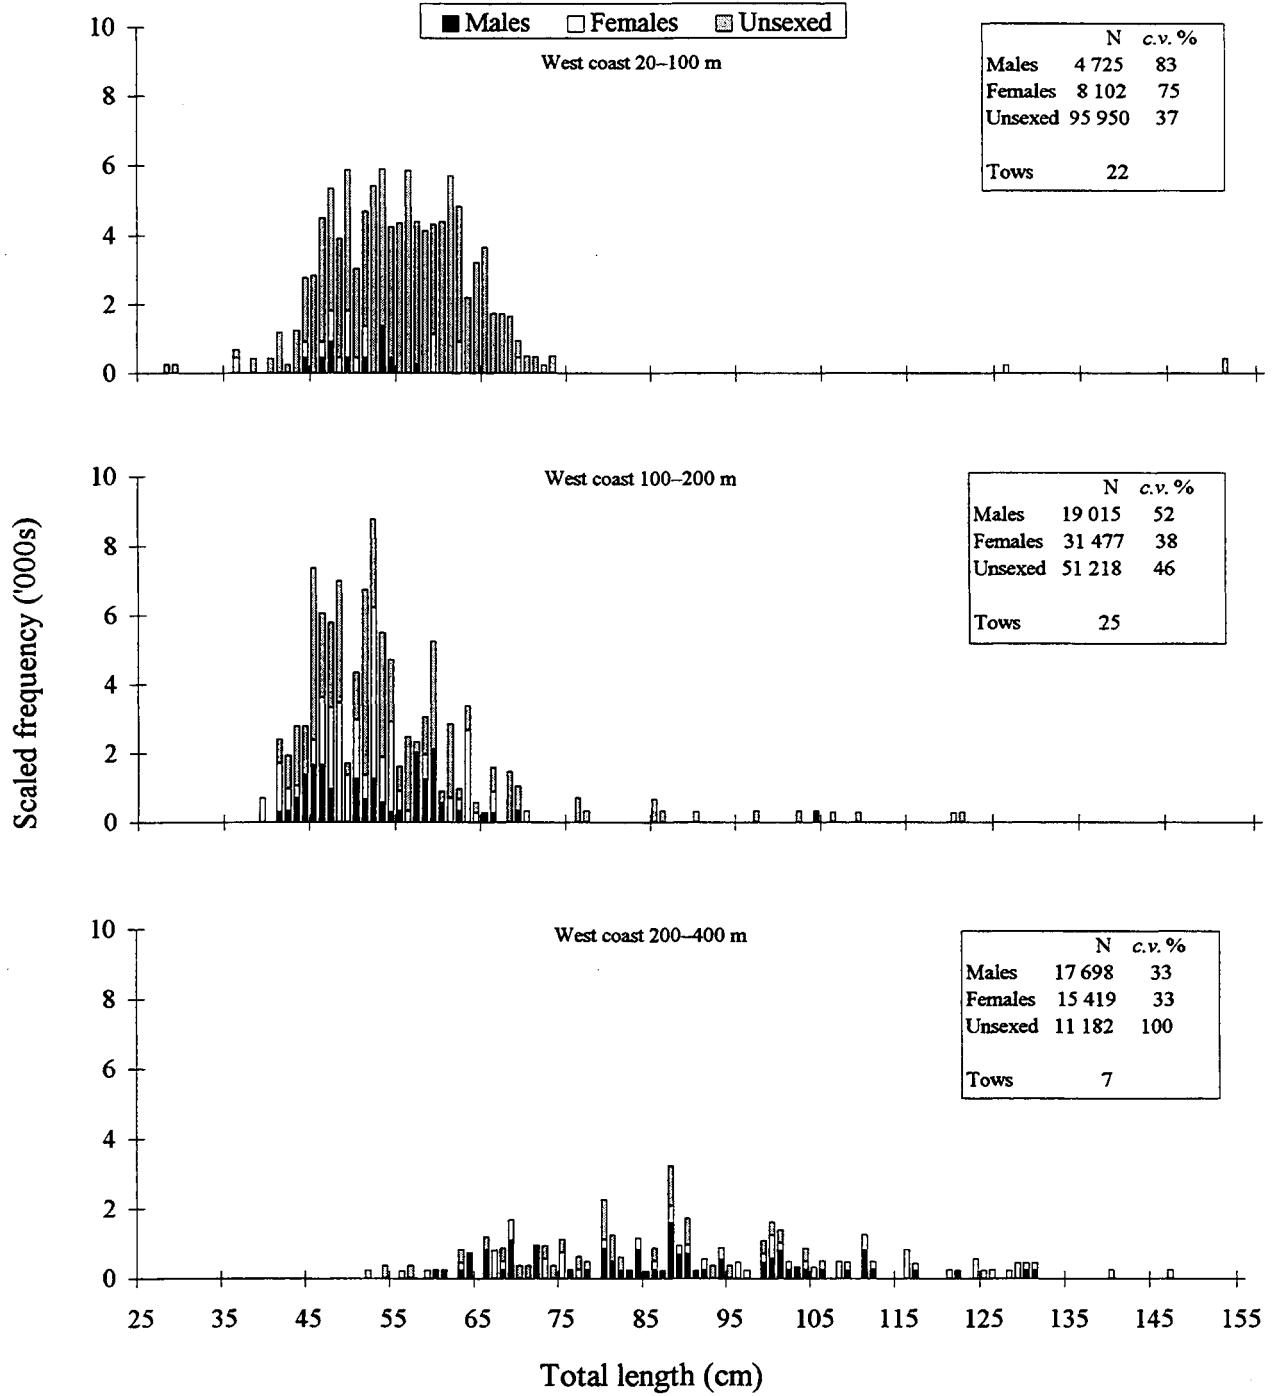 Males Females Unsexed
West coast 20–100 m
N c.v. %
Males 4 725 83
Females 8 102 75
Unsexed 95 950 37
Tows 22
10
8
6
4
2
0
West coast 100–200 m
N c.v. %
Males 19 015 52
Females 31 477 38
Unsexed 51 218 46
Tows 25
10
8
6
4
2
0
Scaled frequency ('000s)
West coast 200–400 m
N c.v. %
Males 17 698 33
Females 15 419 33
Unsexed 11 182 100
Tows 7
10
8
6
4
2
0
25 35 45 55 65 75 85 95 105 115 125 135 145 155
Total length (cm)